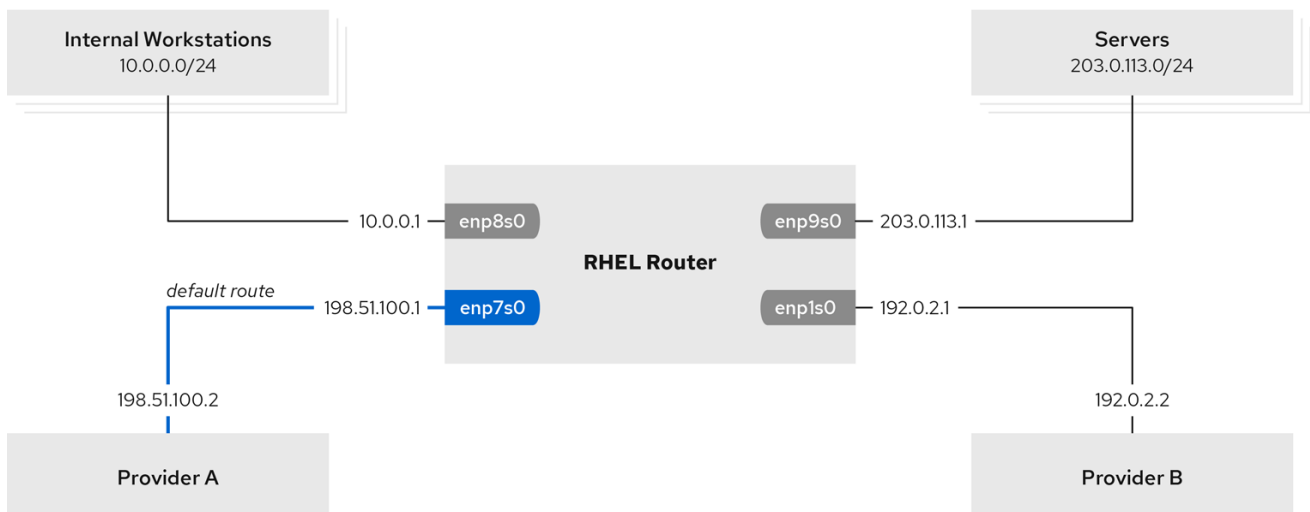 Internal Workstations
10.0.0.0/24
Servers
203.0.113.0/24
10.0.0.1
enp8s0
enp9s0
203.0.113.1
RHEL Router
default route
198.51.100.1
enp7s0
enp1s0
192.0.2.1
198.51.100.2
192.0.2.2
Provider A
Provider B